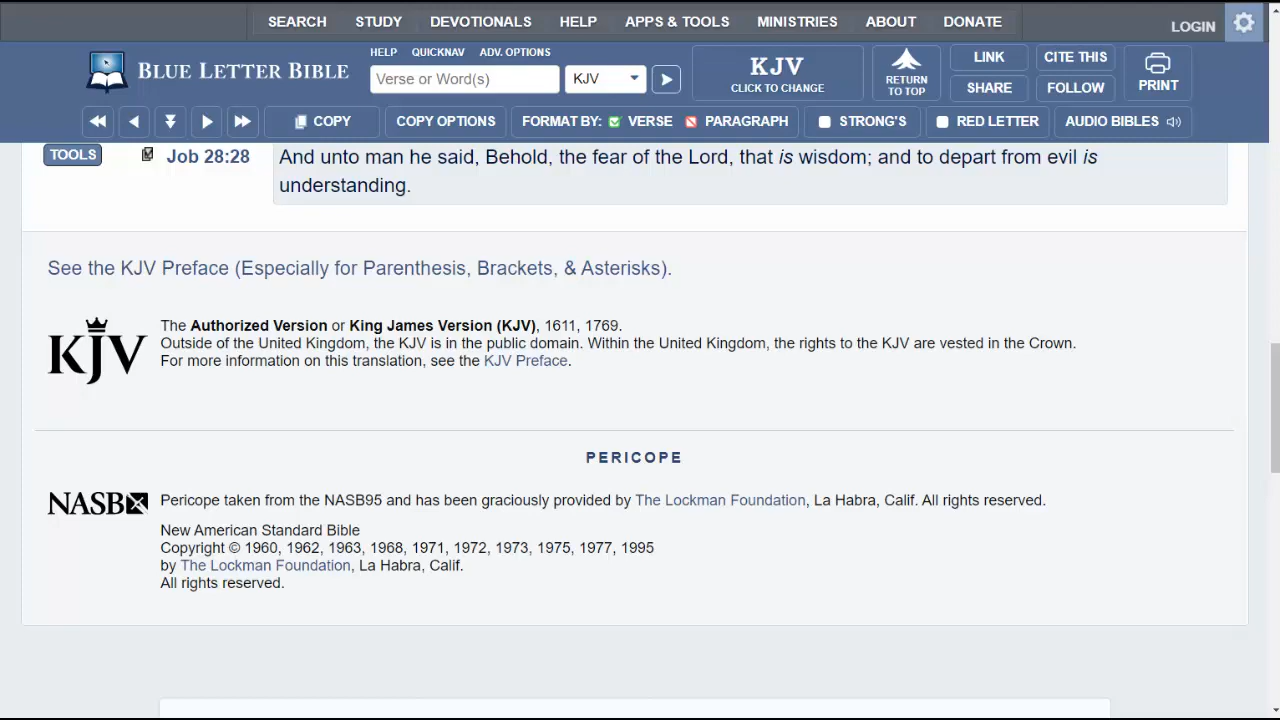 SEARCH STUDY DEVOTIONALS HELP APPS & TOOLS MINISTRIES ABOUT DONATE LOGIN
HELP QUICKNAV ADV. OPTIONS
BLUE LETTER BIBLE
Verse or Word(s)
KJV
KJV
CLICK TO CHANGE
RETURN
TO TOP
LINK
CITE THIS
SHARE
FOLLOW
PRINT
COPY COPY OPTIONS FORMAT BY: VERSE PARAGRAPH STRONG'S RED LETTER AUDIO BIBLES
TOOLS Job 28:28 And unto man he said, Behold, the fear of the Lord, that is wisdom; and to depart from evil is
understanding.
See the KJV Preface (Especially for Parenthesis, Brackets, & Asterisks).
KJV
The Authorized Version or King James Version (KJV), 1611, 1769.
Outside of the United Kingdom, the KJV is in the public domain. Within the United Kingdom, the rights to the KJV are vested in the Crown.
For more information on this translation, see the KJV Preface.
PERICOPE
NASB
Pericope taken from the NASB95 and has been graciously provided by The Lockman Foundation, La Habra, Calif. All rights reserved.
New American Standard Bible
Copyright © 1960, 1962, 1963, 1968, 1971, 1972, 1973, 1975, 1977, 1995
by The Lockman Foundation, La Habra, Calif.
All rights reserved.